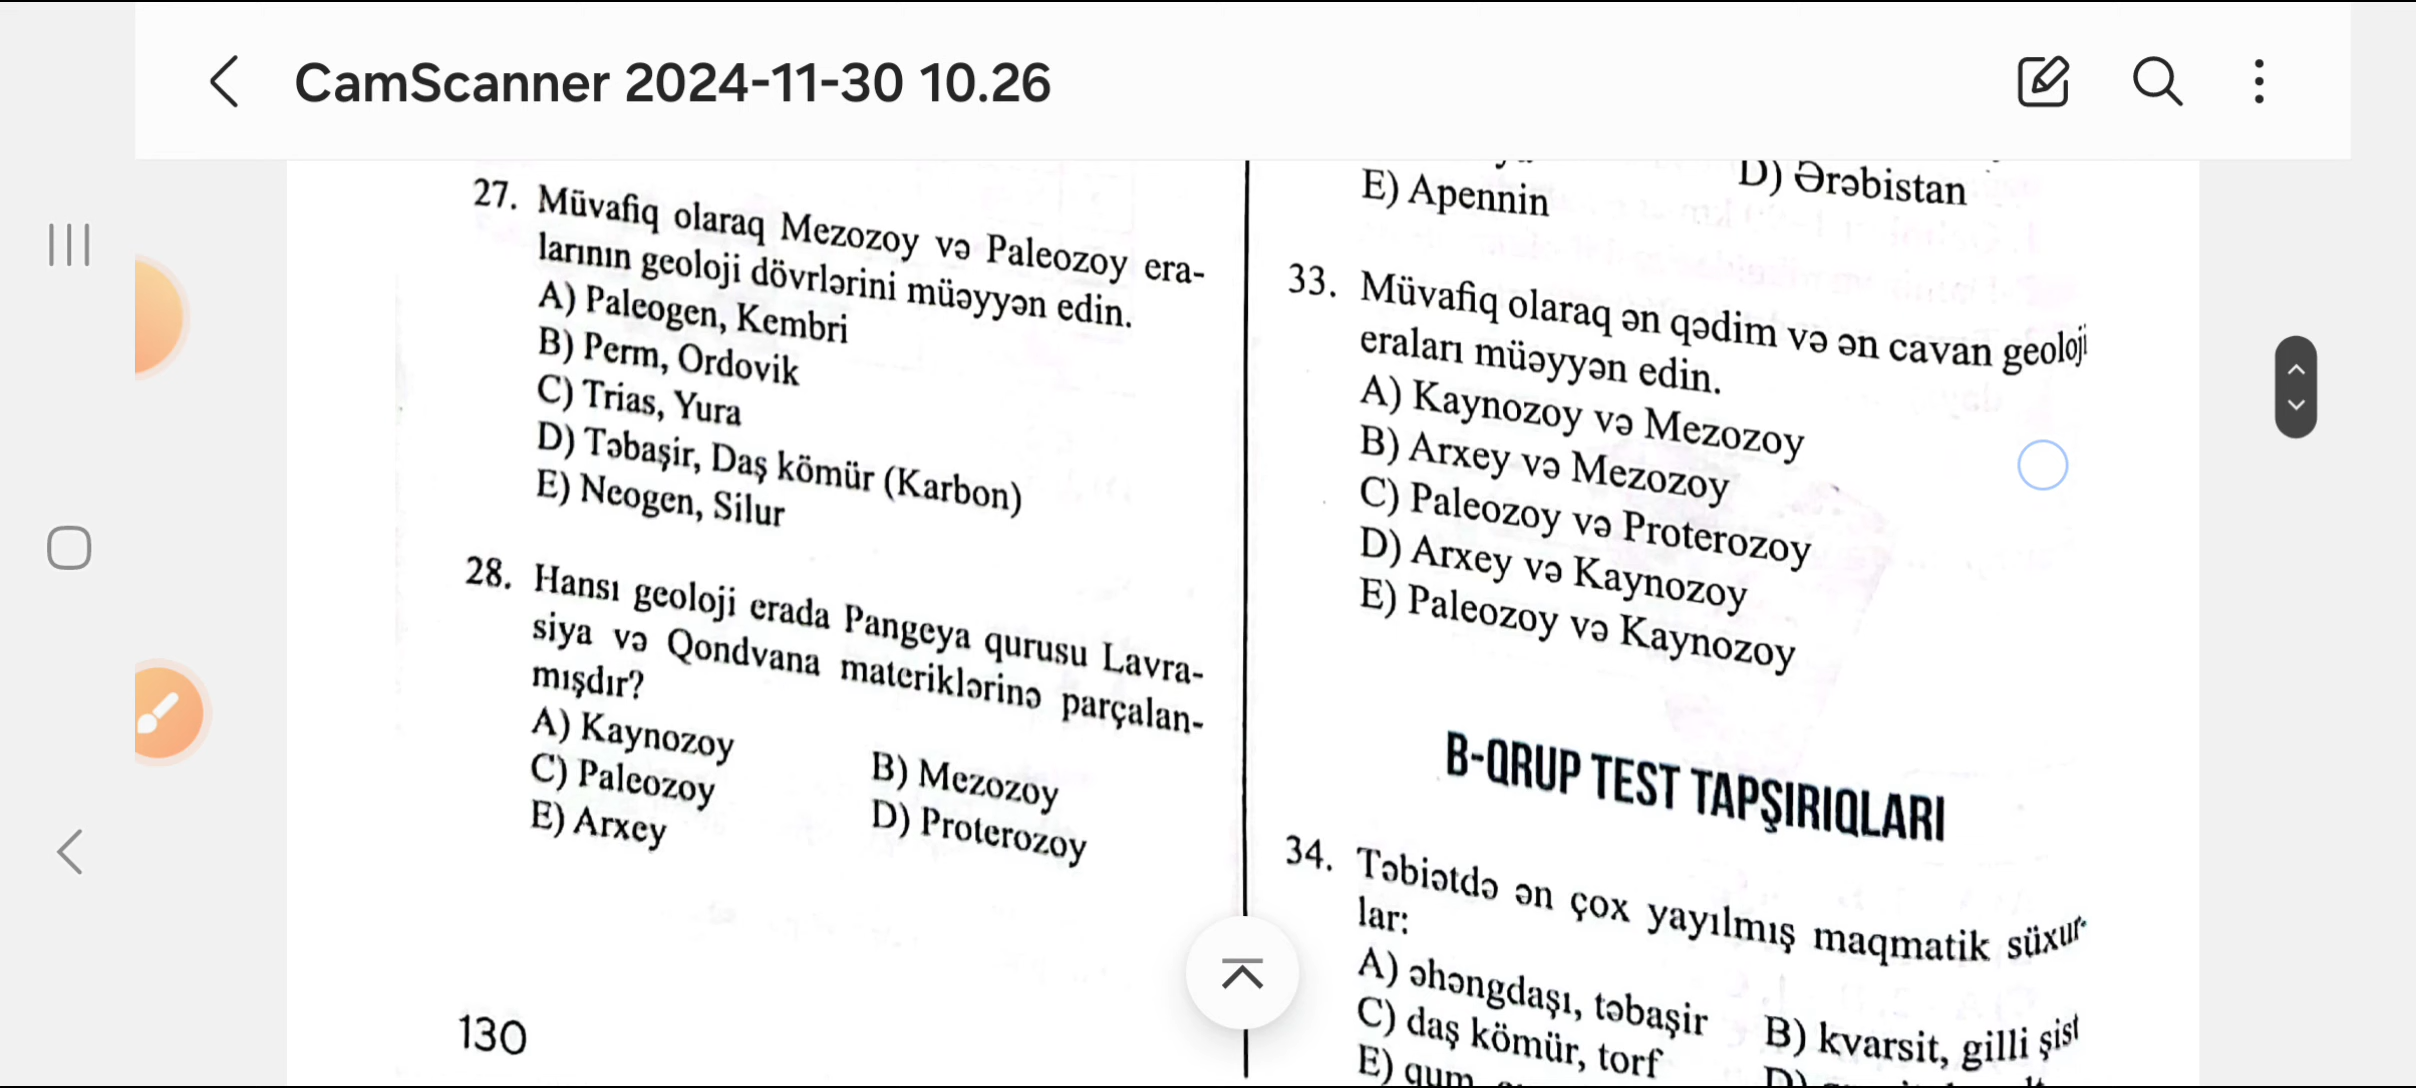 CamScanner 2024-11-30 10.26
27. Müvafiq olaraq Mezozoy və Paleozoy era-
larının geoloji dövrlərini müəyyən edin.
A) Paleogen, Kembri
B) Perm, Ordovik
C) Trias, Yura
D) Təbaşir, Daş kömür (Karbon)
E) Neogen, Silur
28. Hansı geoloji erada Pangeya qurusu Lavra-
siya və Qondvana materiklərinə parçalan-
mışdır?
A) Kaynozoy
B) Mezozoy
C) Paleozoy
D) Proterozoy
E) Arxey
130
D) Ərəbistan
E) Apennin
33. Müvafiq olaraq ən qədim və ən cavan geoloji
eraları müəyyən edin.
A) Kaynozoy və Mezozoy
B) Arxey və Mezozoy
C) Paleozoy və Proterozoy
D) Arxey və Kaynozoy
E) Paleozoy və Kaynozoy
B-QRUP TEST TAPŞIRIQLARI
34. Təbiətdə ən çox yayılmış maqmatik süxur-
lar:
A) əhəngdaşı, təbaşir
B) kvarsit, gilli şist
C) daş kömür, torf
D)
E) qum